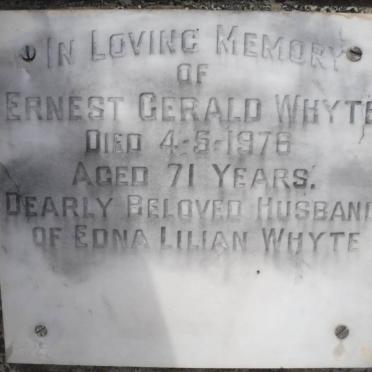 IN LOVING MEMORY
OF
ERNEST GERALD WHYTE
DIED 4-5-1976
AGED 71 YEARS.
DEARLY BELOVED HUSBAND
OF EDNA LILIAN WHYTE